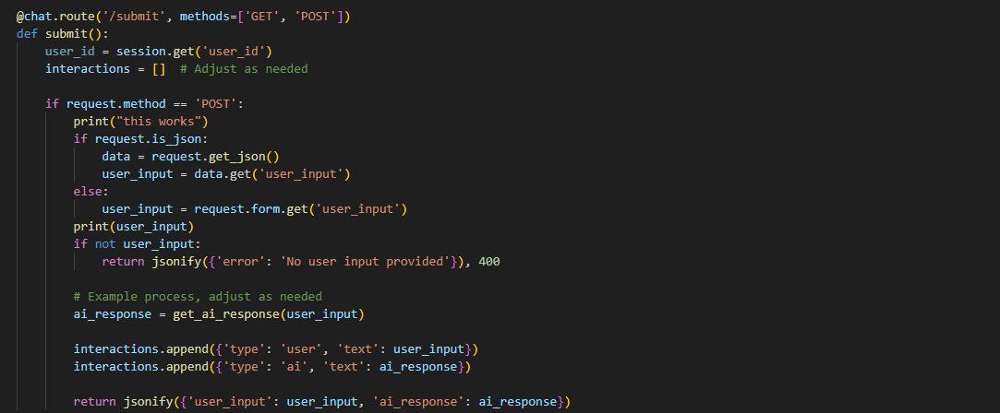 @chat.route('/submit', methods=['GET', 'POST'])
def submit():
    user_id = session.get('user_id')
    interactions = []  # Adjust as needed

    if request.method == 'POST':
        print("this works")
        if request.is_json:
            data = request.get_json()
            user_input = data.get('user_input')
        else:
            user_input = request.form.get('user_input')
        print(user_input)
        if not user_input:
            return jsonify({'error': 'No user input provided'}), 400

        # Example process, adjust as needed
        ai_response = get_ai_response(user_input)

        interactions.append({'type': 'user', 'text': user_input})
        interactions.append({'type': 'ai', 'text': ai_response})

        return jsonify({'user_input': user_input, 'ai_response': ai_response})